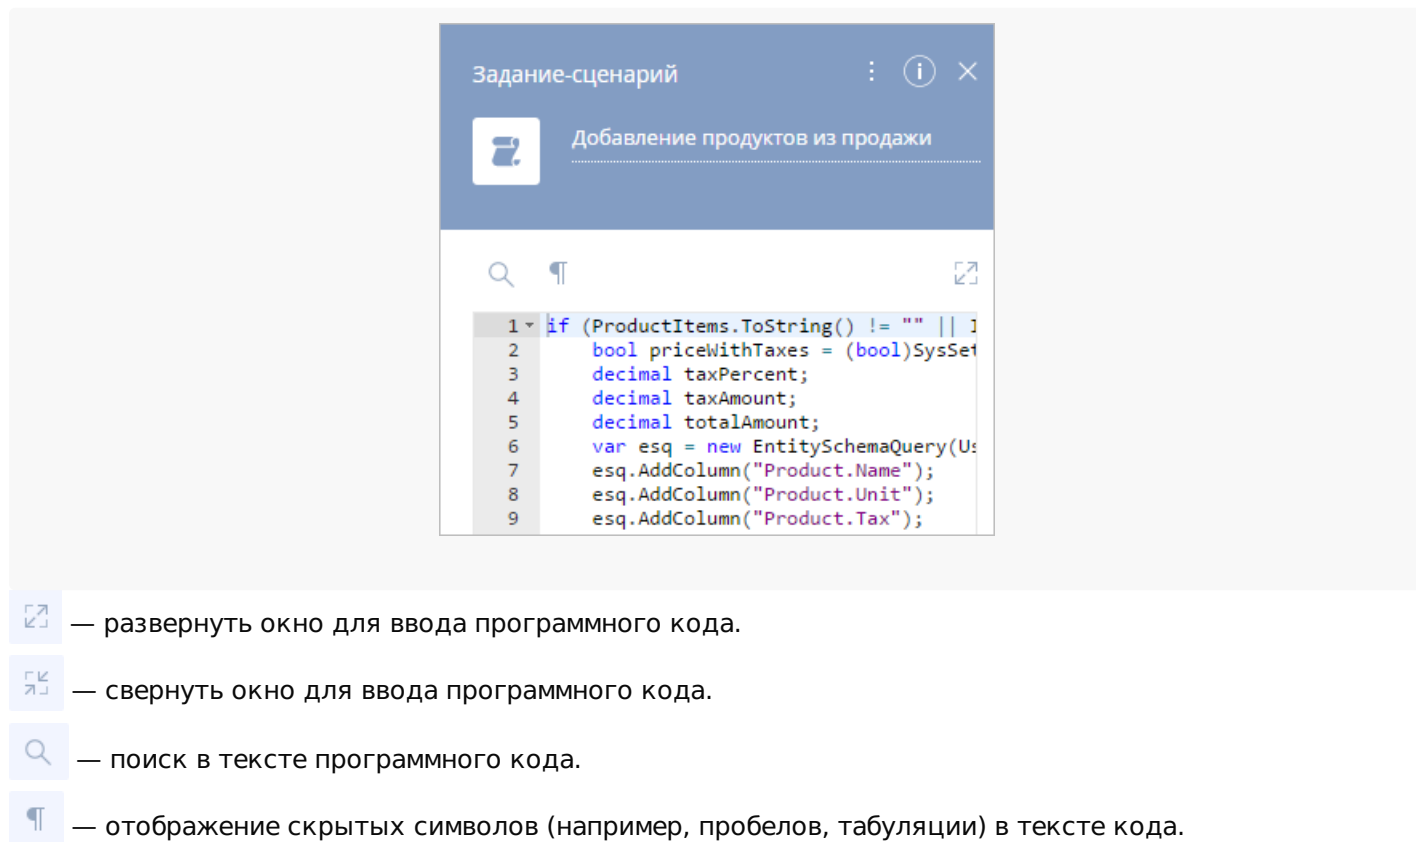 Задание-сценарий
Добавление продуктов из продажи
1 if (ProductItems.ToString() != "" ||
2 bool priceWithTaxes = (bool)SysSet
3 decimal taxPercent;
4 decimal taxAmount;
5 decimal totalAmount;
6 var esq = new EntitySchemaQuery(Us
7 esq.AddColumn("Product.Name");
8 esq.AddColumn("Product.Unit");
9 esq.AddColumn("Product.Tax");
— развернуть окно для ввода программного кода.
— свернуть окно для ввода программного кода.
— поиск в тексте программного кода.
¶ — отображение скрытых символов (например, пробелов, табуляции) в тексте кода.